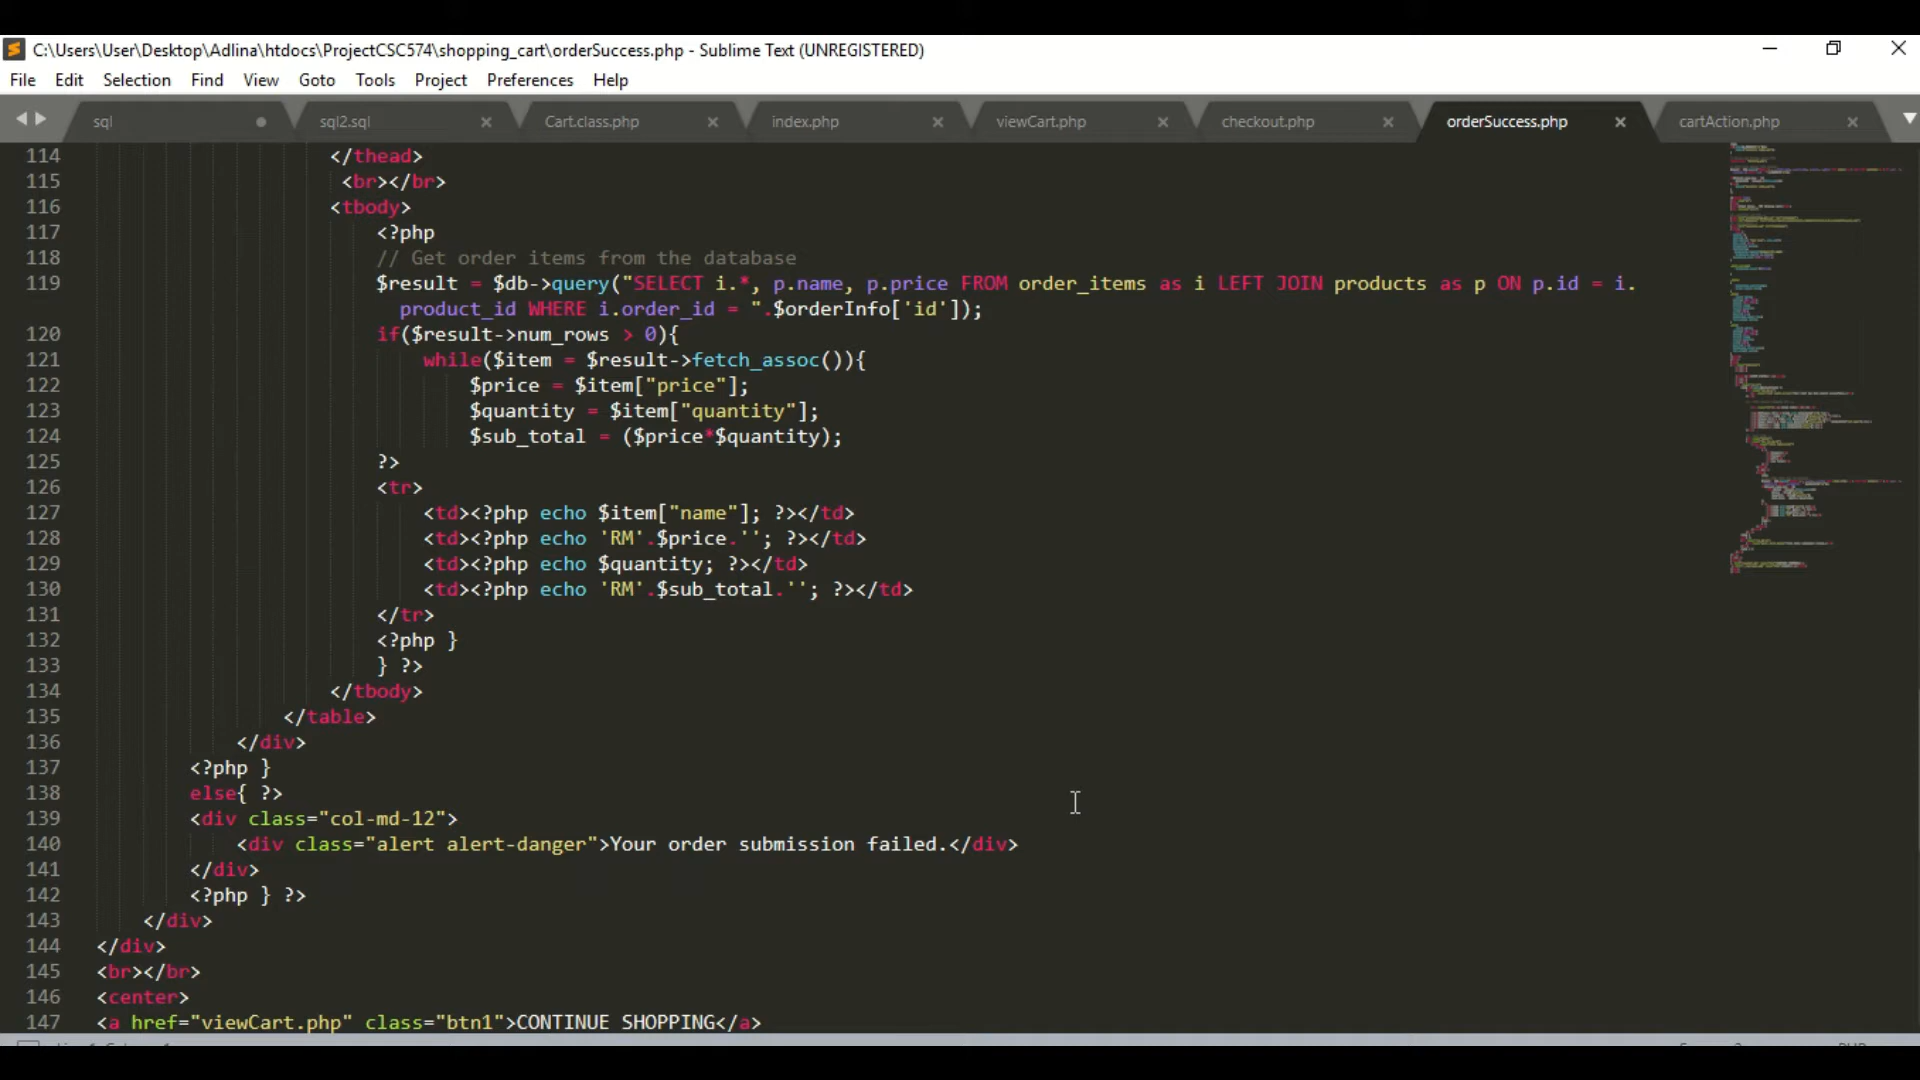 C:\Users\User\Desktop\Adlina\htdocs\ProjectCSC574\shopping_cart\orderSuccess.php - Sublime Text (UNREGISTERED)
File Edit Selection Find View Goto Tools Project Preferences Help
sql sql2.sql Cart.class.php index.php viewCart.php checkout.php orderSuccess.php cartAction.php
114 </thead>
115 <br></br>
116 <tbody>
117 <?php
118 // Get order items from the database
119 $result = $db->query("SELECT i.*, p.name, p.price FROM order_items as i LEFT JOIN products as p ON p.id = i.
product_id WHERE i.order_id = ".$orderInfo['id']);
120 if($result->num_rows > 0){
121 while($item = $result->fetch_assoc()){
122 $price = $item["price"];
123 $quantity = $item["quantity"];
124 $sub_total = ($price*$quantity);
125 ?>
126 <tr>
127 <td><?php echo $item["name"]; ?></td>
128 <td><?php echo 'RM'.$price.''; ?></td>
129 <td><?php echo $quantity; ?></td>
130 <td><?php echo 'RM'.$sub_total.''; ?></td>
131 </tr>
132 <?php }
133 } ?>
134 </tbody>
135 </table>
136 </div>
137 <?php }
138 else{ ?>
139 <div class="col-md-12">
140 <div class="alert alert-danger">Your order submission failed.</div>
141 </div>
142 <?php } ?>
143 </div>
144 </div>
145 <br></br>
146 <center>
147 <a href="viewCart.php" class="btn1">CONTINUE SHOPPING</a>